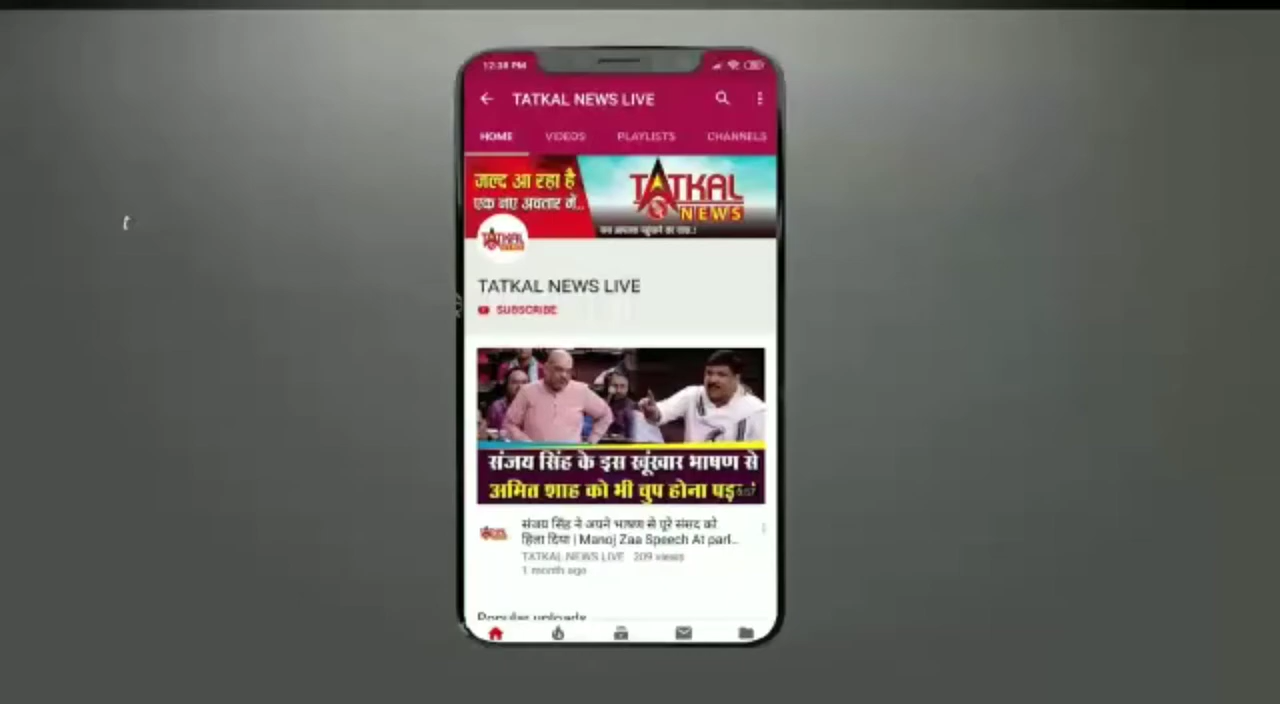 t
12:38 PM
TATKAL NEWS LIVE
HOME VIDEOS PLAYLISTS CHANNELS
जल्द आ रहा है
एक नए अवतार में..
TATKAL
NEWS
TATKAL
TATKAL NEWS LIVE
SUBSCRIBE
संजय सिंह के इस खूंखार भाषण से
अमित शाह को भी चुप होना पड़
संजय सिंह ने अपने भाषण से पूरे संसद को
हिला दिया | Manoj Zaa Speech At parl..
TATKAL NEWS LIVE 209 views
1 month ago
Popular uploads